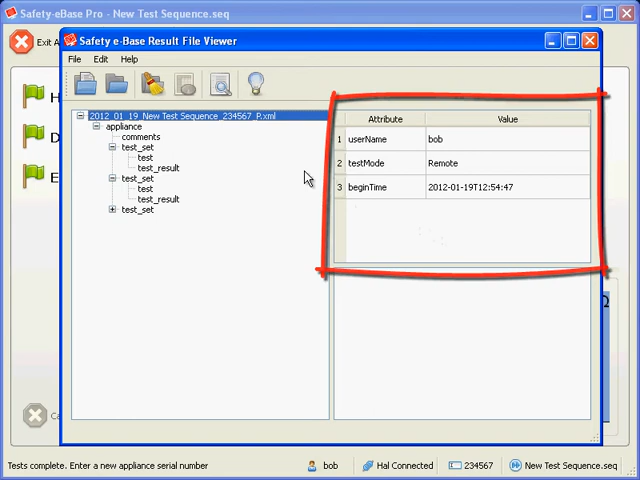 Safety-eBase Pro - New Test Sequence.seq
Exit A
Safety e-Base Result File Viewer
File Edit Help
H
D
E
2012_01_19_New Test Sequence_234567_P.xml
appliance
comments
test_set
test
test_result
test_set
test
test_result
test_set
Attribute Value
1 userName bob
2 testMode Remote
3 beginTime 2012-01-19T12:54:47
Ω
Ca
Tests complete. Enter a new appliance serial number bob Hal Connected 234567 New Test Sequence.seq